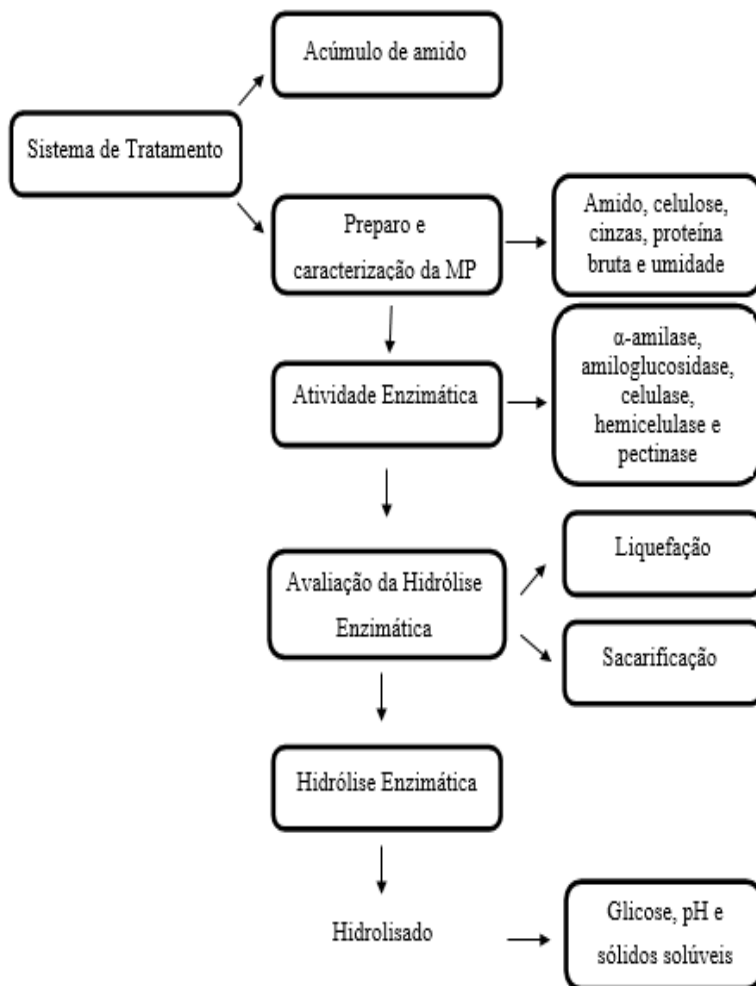 Acúmulo de amido
Sistema de Tratamento
Preparo e
caracterização da MP
Amido, celulose,
cinzas, proteína
bruta e umidade
Atividade Enzimática
α-amilase,
amiloglucosidase,
celulase,
hemicelulase e
pectinase
Avaliação da Hidrólise
Enzimática
Liquefação
Sacarificação
Hidrólise Enzimática
Hidrolisado
Glicose, pH e
sólidos solúveis